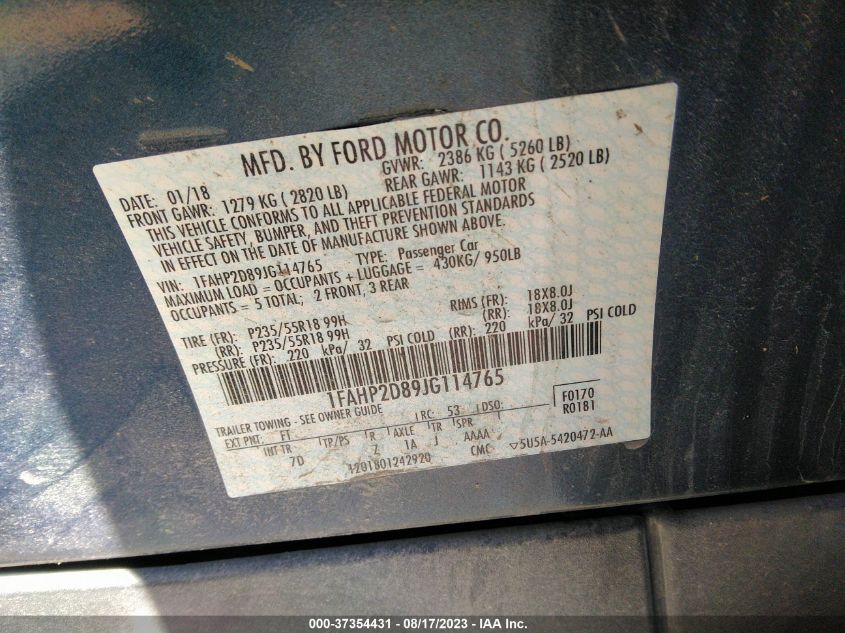 MFD. BY FORD MOTOR CO.
DATE: 01/18 GVWR: 2386 KG ( 5260 LB)
FRONT GAWR: 1279 KG ( 2820 LB) REAR GAWR: 1143 KG ( 2520 LB)
THIS VEHICLE CONFORMS TO ALL APPLICABLE FEDERAL MOTOR
VEHICLE SAFETY, BUMPER, AND THEFT PREVENTION STANDARDS
IN EFFECT ON THE DATE OF MANUFACTURE SHOWN ABOVE.
VIN: 1FAHP2D89JG114765 TYPE: Passenger Car
MAXIMUM LOAD = OCCUPANTS + LUGGAGE = 430KG/ 950LB
OCCUPANTS = 5 TOTAL; 2 FRONT, 3 REAR
TIRE (FR): P235/55R18 99H RIMS (FR): 18X8.0J
(RR): P235/55R18 99H (RR): 18X8.0J
PRESSURE (FR): 220 kPa/ 32 PSI COLD (RR): 220 kPa/ 32 PSI COLD
1FAHP2D89JG114765
TRAILER TOWING - SEE OWNER GUIDE F0170
EXT PNT: FT RC: 53 DSO: R0181
INT TR TP/PS R AXLE TR SPR
7D Z 1A J AAAA CMC 5U5A-5420472-AA
1201801242920
000-37354431 - 08/17/2023 - IAA Inc.